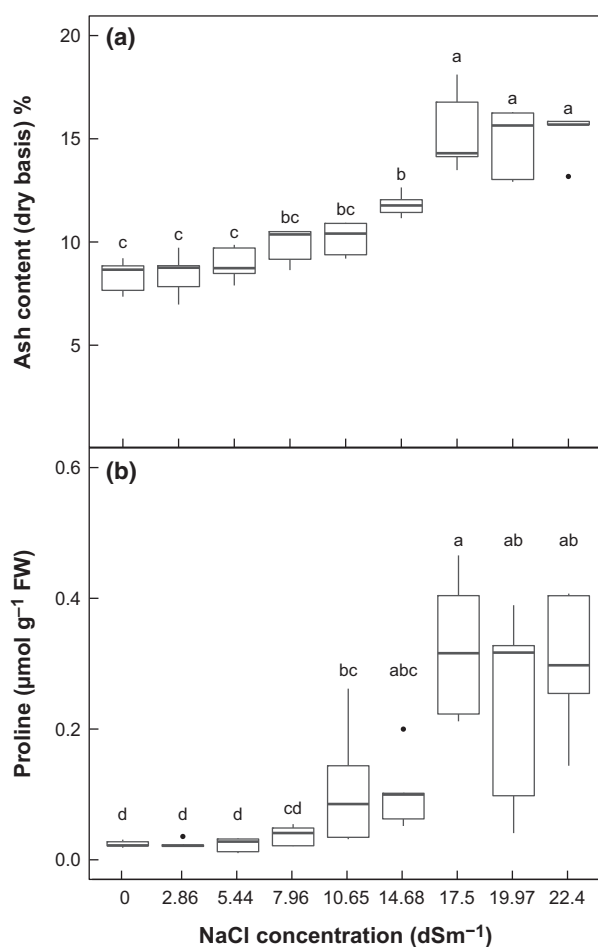 (a)
Ash content (dry basis) %
20
15
10
5
c c c bc bc b a a a
(b)
Proline (µmol g⁻¹ FW)
0.6
0.4
0.2
0.0
d d d cd bc abc a ab ab
0 2.86 5.44 7.96 10.65 14.68 17.5 19.97 22.4
NaCl concentration (dSm⁻¹)